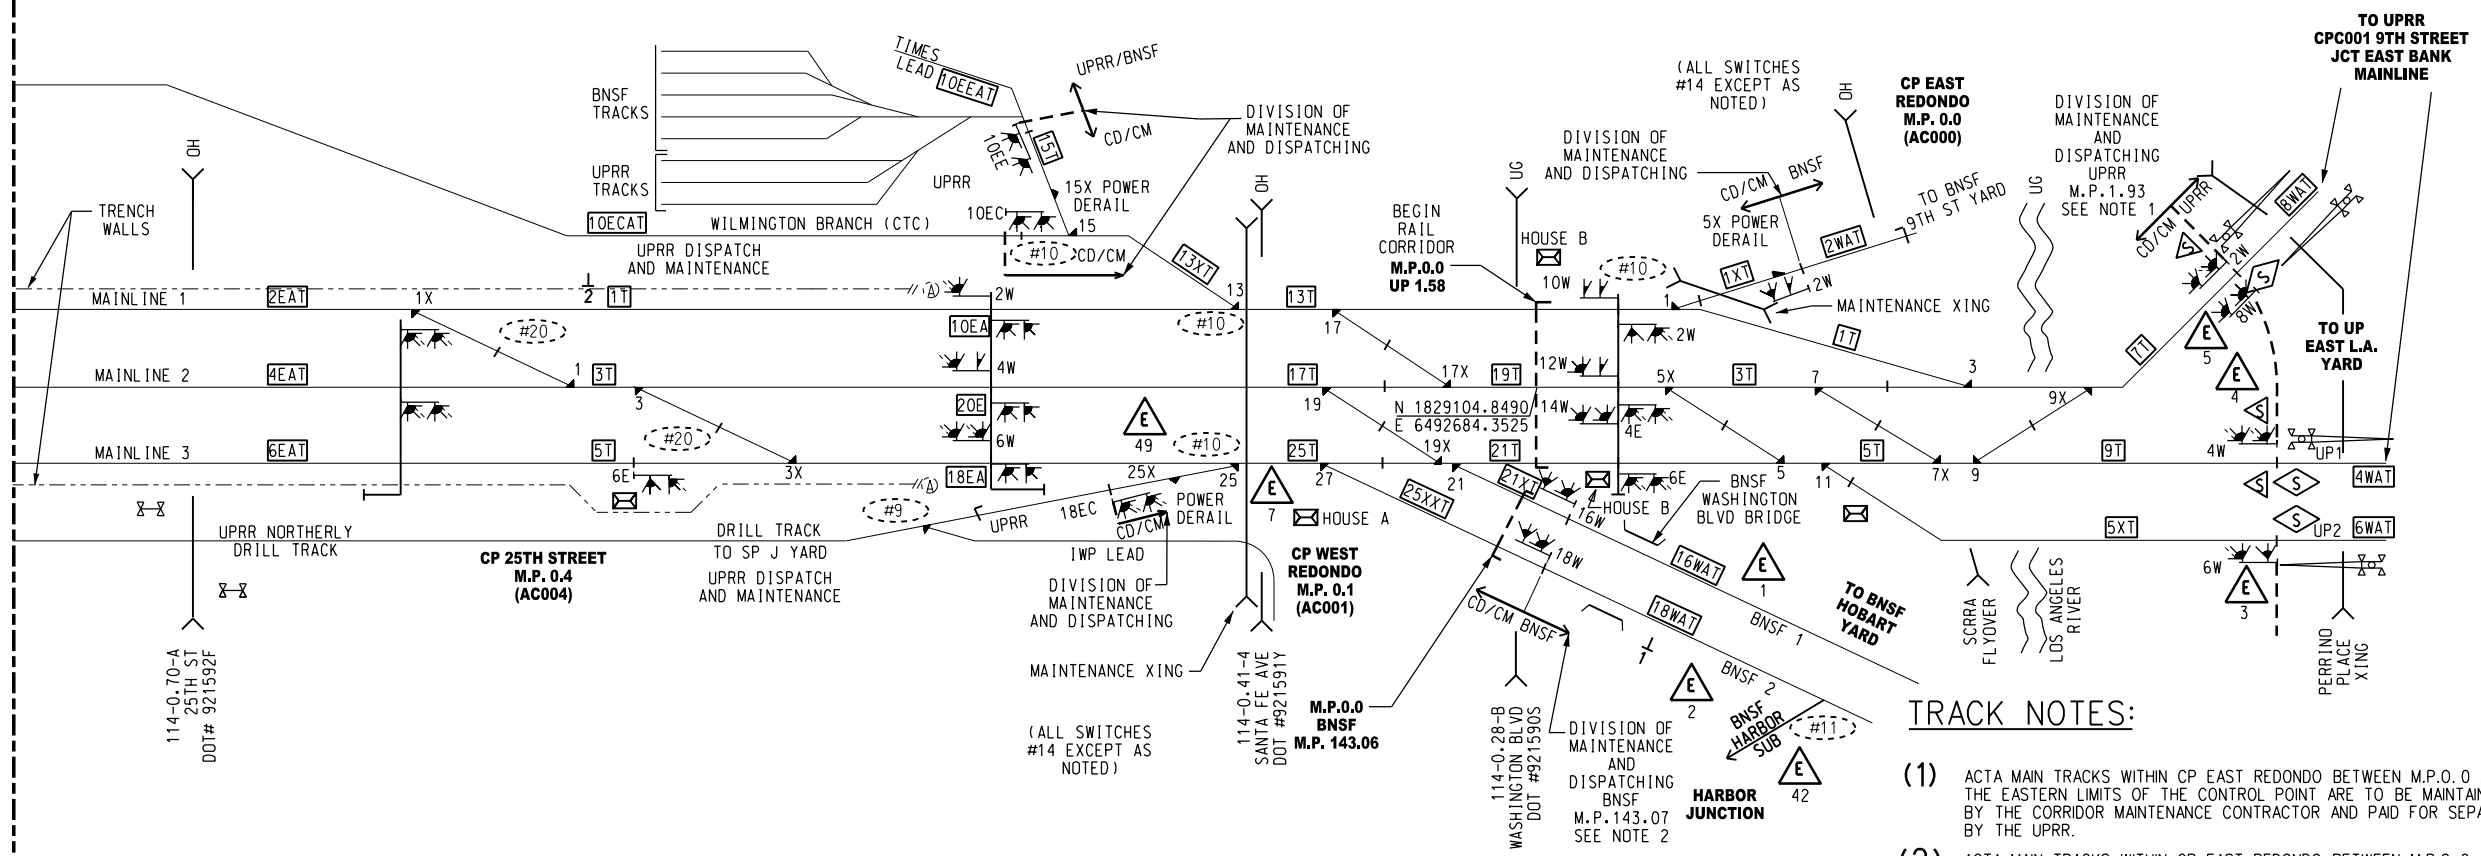 TO UPRR
CPC001 9TH STREET
JCT EAST BANK
MAINLINE
TIMES
LEAD
10EEAT
UPRR/BNSF
BNSF
TRACKS
UPRR
TRACKS
10EE
15T
CD/CM
DIVISION OF
MAINTENANCE
AND DISPATCHING
UPRR
15X POWER
DERAIL
10EC
15
#10
CD/CM
10ECAT
WILMINGTON BRANCH (CTC)
UPRR DISPATCH
AND MAINTENANCE
OH
TRENCH
WALLS
OH
13XT
UG
DIVISION OF
MAINTENANCE
AND DISPATCHING
(ALL SWITCHES
#14 EXCEPT AS
NOTED)
OH
CP EAST
REDONDO
M.P. 0.0
(AC000)
CD/CM
BNSF
5X POWER
DERAIL
2WAT
TO BNSF
9TH ST YARD
1XT
2W
MAINTENANCE XING
UG
DIVISION OF
MAINTENANCE
AND
DISPATCHING
UPRR
M.P.1.93
SEE NOTE 1
CD/CM
UPRR
8WAT
S
2W
S
8W
E
5
E
4
TO UP
EAST L.A.
YARD
BEGIN
RAIL
CORRIDOR
M.P.0.0
UP 1.58
HOUSE B
10W
#10
MAINLINE 1
2EAT
1X
2
1T
A
2W
13
13T
17
1
2W
1T
#20
10EA
#10
MAINLINE 2
4EAT
1
3T
3
4W
17T
17X
19T
12W
5X
3T
7
3
9X
7T
20E
19
N 1829104.8490
E 6492684.3525
14W
4E
#20
6W
E
49
#10
MAINLINE 3
6EAT
5T
6E
3X
18EA
A
25X
25
25T
27
19X
21T
21
6E
5
5T
11
7X
9
9T
4W
S
UP1
4WAT
S
S
S
UP2
6WAT
5XT
6W
E
3
UPRR NORTHERLY
DRILL TRACK
CP 25TH STREET
M.P. 0.4
(AC004)
DRILL TRACK
TO SP J YARD
UPRR DISPATCH
AND MAINTENANCE
#9
UPRR
18EC
CD/CM
POWER
DERAIL
IWP LEAD
DIVISION OF
MAINTENANCE
AND DISPATCHING
E
7
HOUSE A
CP WEST
REDONDO
M.P. 0.1
(AC001)
25XXT
21XT
16W
18W
HOUSE B
BNSF
WASHINGTON
BLVD BRIDGE
16WAT
E
1
18WAT
BNSF 1
TO BNSF
HOBART
YARD
CD/CM BNSF
1
BNSF 2
E
2
BNSF
HARBOR
SUB
#11
E
42
HARBOR
JUNCTION
SCRRA
FLYOVER
LOS ANGELES
RIVER
PERRINO
PLACE
XING
114-0.70-A
25TH ST
DOT# 921592F
MAINTENANCE XING
(ALL SWITCHES
#14 EXCEPT AS
NOTED)
114-0.41-4
SANTA FE AVE
DOT #921591Y
M.P.0.0
BNSF
M.P. 143.06
114-0.28-B
WASHINGTON BLVD
DOT #921590S
DIVISION OF
MAINTENANCE
AND
DISPATCHING
BNSF
M.P.143.07
SEE NOTE 2
TRACK NOTES:
(1) ACTA MAIN TRACKS WITHIN CP EAST REDONDO BETWEEN M.P.O.0
THE EASTERN LIMITS OF THE CONTROL POINT ARE TO BE MAINTAIN
BY THE CORRIDOR MAINTENANCE CONTRACTOR AND PAID FOR SEPA
BY THE UPRR.